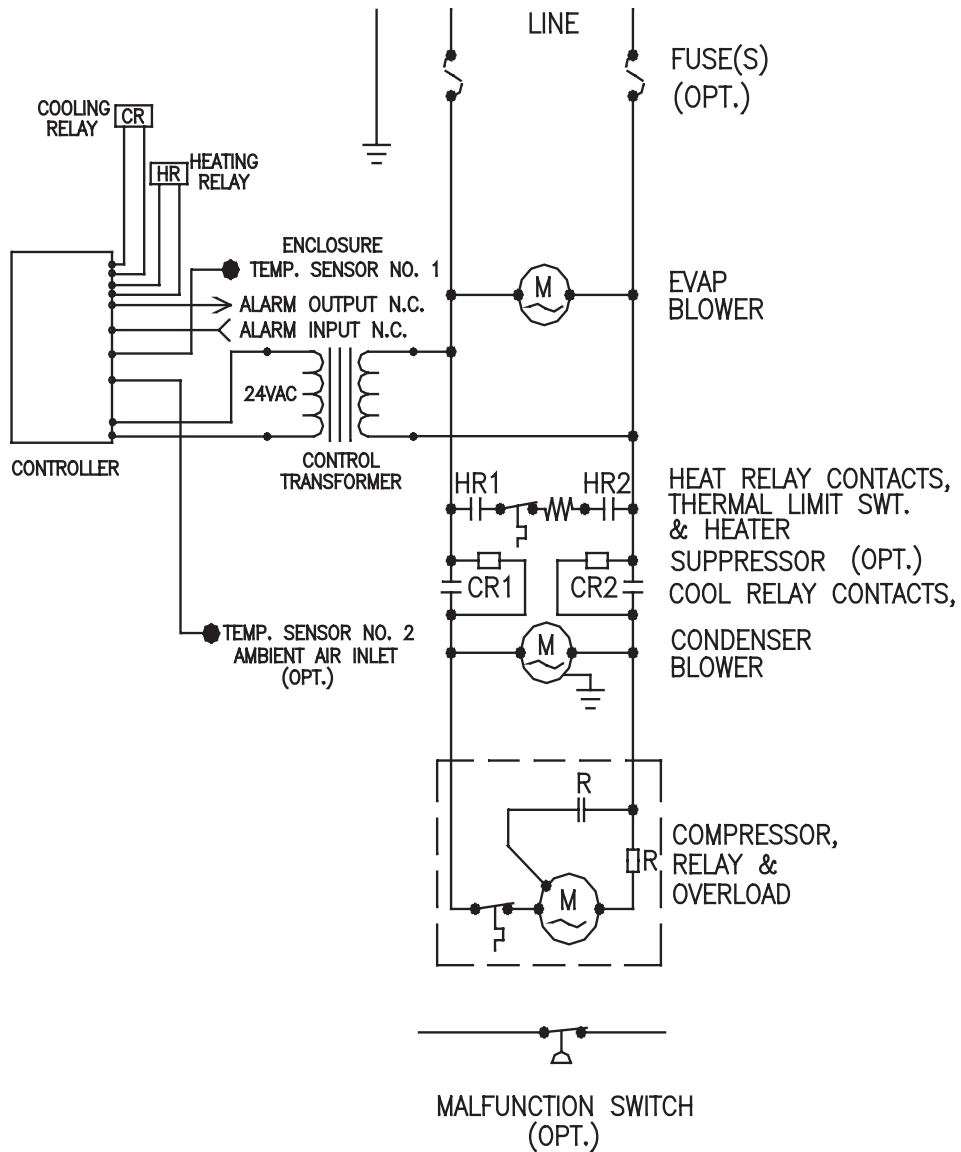 LINE
FUSE(S)
(OPT.)
COOLING
RELAY
CR
HR
HEATING
RELAY
ENCLOSURE
TEMP. SENSOR NO. 1
ALARM OUTPUT N.C.
ALARM INPUT N.C.
M
EVAP
BLOWER
24VAC
CONTROLLER
CONTROL
TRANSFORMER
HR1
HR2
HEAT RELAY CONTACTS,
THERMAL LIMIT SWT.
& HEATER
SUPPRESSOR (OPT.)
CR1
CR2
COOL RELAY CONTACTS,
TEMP. SENSOR NO. 2
AMBIENT AIR INLET
(OPT.)
M
CONDENSER
BLOWER
R
R
M
COMPRESSOR,
RELAY &
OVERLOAD
MALFUNCTION SWITCH
(OPT.)